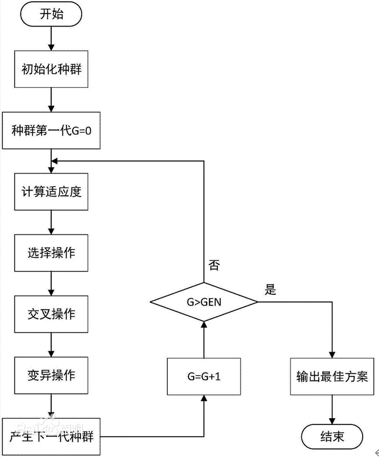 开始
初始化种群
种群第一代G=0
计算适应度
选择操作
交叉操作
变异操作
产生下一代种群
否
G>GEN
是
G=G+1
输出最佳方案
结束